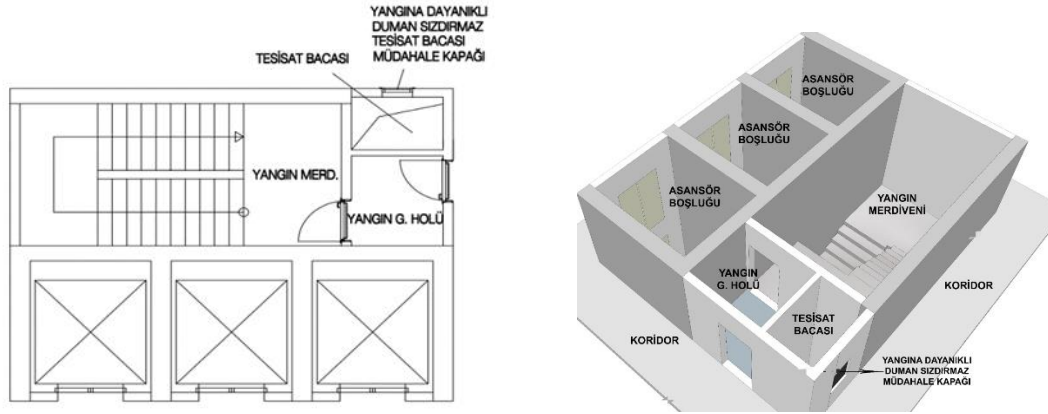 YANGINA DAYANIKLI
DUMAN SIZDIRMAZ
TESİSAT BACASI
MÜDAHALE KAPAĞI
TESİSAT BACASI
YANGIN MERD.
YANGIN G. HOLÜ
ASANSÖR
BOŞLUĞU
ASANSÖR
BOŞLUĞU
ASANSÖR
BOŞLUĞU
YANGIN
MERDİVENİ
YANGIN
G. HOLÜ
KORİDOR
TESİSAT
BACASI
KORİDOR
YANGINA DAYANIKLI
DUMAN SIZDIRMAZ
MÜDAHALE KAPAĞI